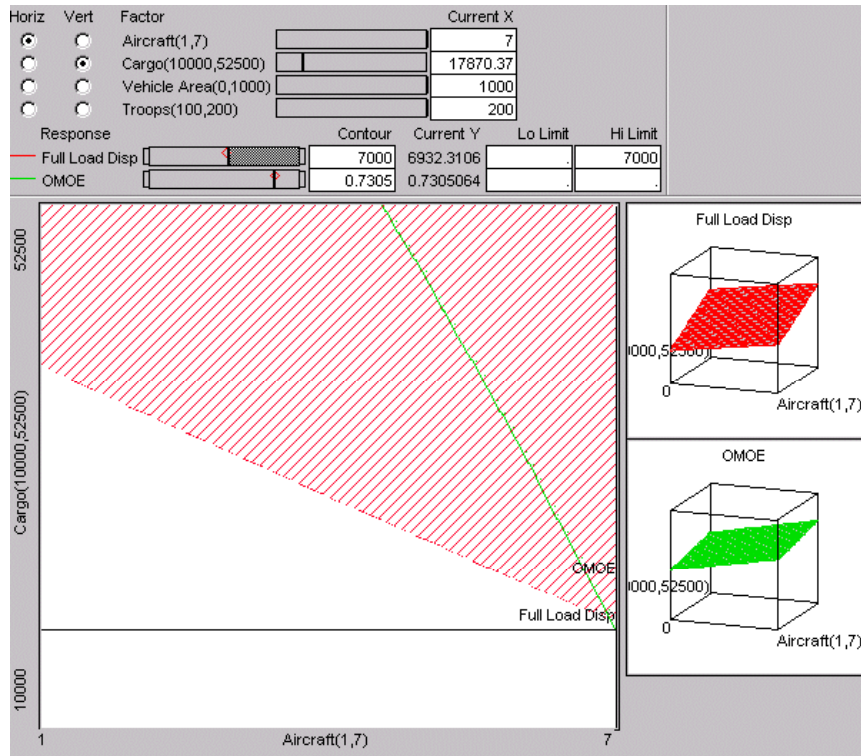 Horiz Vert Factor Current X
Aircraft(1,7) 7
Cargo(10000,52500) 17870.37
Vehicle Area(0,1000) 1000
Troops(100,200) 200
Response Contour Current Y Lo Limit Hi Limit
Full Load Disp 7000 6932.3106 . 7000
OMOE 0.7305 0.7305064 . .
52500
Cargo(10000,52500)
10000
OMOE
Full Load Disp
1 Aircraft(1,7) 7
Full Load Disp
0000,52500)
0
Aircraft(1,7)
OMOE
0000,52500)
0
Aircraft(1,7)